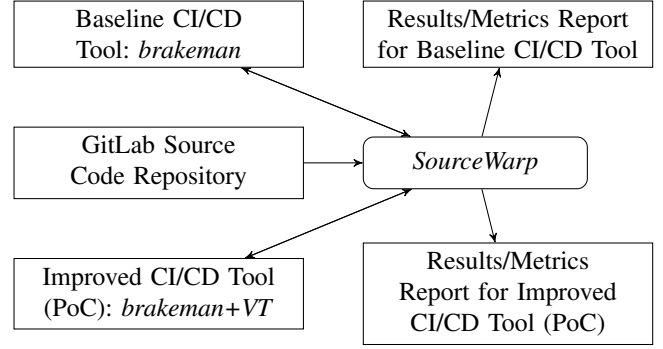 Baseline CI/CD
Tool: brakeman
Results/Metrics Report
for Baseline CI/CD Tool
GitLab Source
Code Repository
SourceWarp
Improved CI/CD Tool
(PoC): brakeman+VT
Results/Metrics
Report for Improved
CI/CD Tool (PoC)